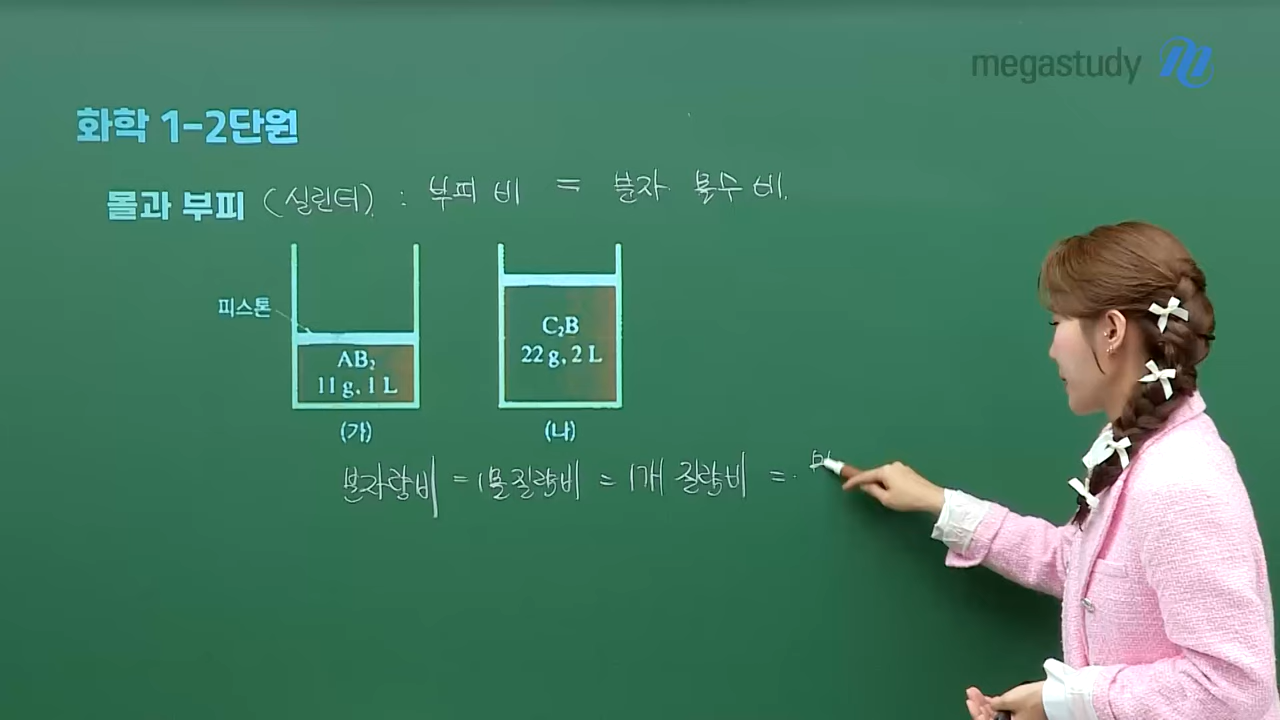 megastudy
화학 1-2단원
몰과 부피 (실린더) : 부피 비 = 분자 몰수 비.
피스톤
AB₂
11 g, 1 L
(가)
C₂B
22 g, 2 L
(나)
분자량비 = 1몰질량비 = 1개 질량비 =